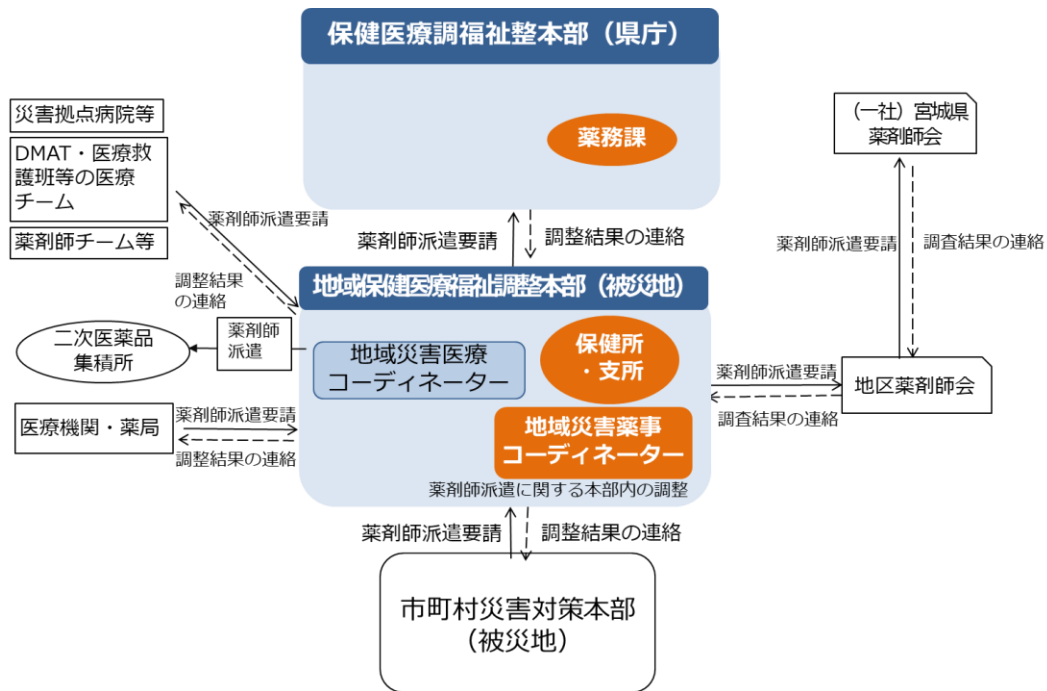 保健医療調福祉整本部（県庁）
薬務課
災害拠点病院等
DMAT・医療救
護班等の医療
チーム
薬剤師チーム等
薬剤師派遣要請
調整結果
の連絡
（一社）宮城県
薬剤師会
薬剤師派遣要請
調査結果の連絡
薬剤師派遣要請
調整結果の連絡
地域保健医療福祉調整本部（被災地）
地域災害医療
コーディネーター
保健所
・支所
地域災害薬事
コーディネーター
薬剤師派遣に関する本部内の調整
薬剤師
派遣
二次医薬品
集積所
医療機関・薬局
薬剤師派遣要請
調整結果の連絡
薬剤師派遣要請
調査結果の連絡
地区薬剤師会
薬剤師派遣要請
調整結果の連絡
市町村災害対策本部
（被災地）